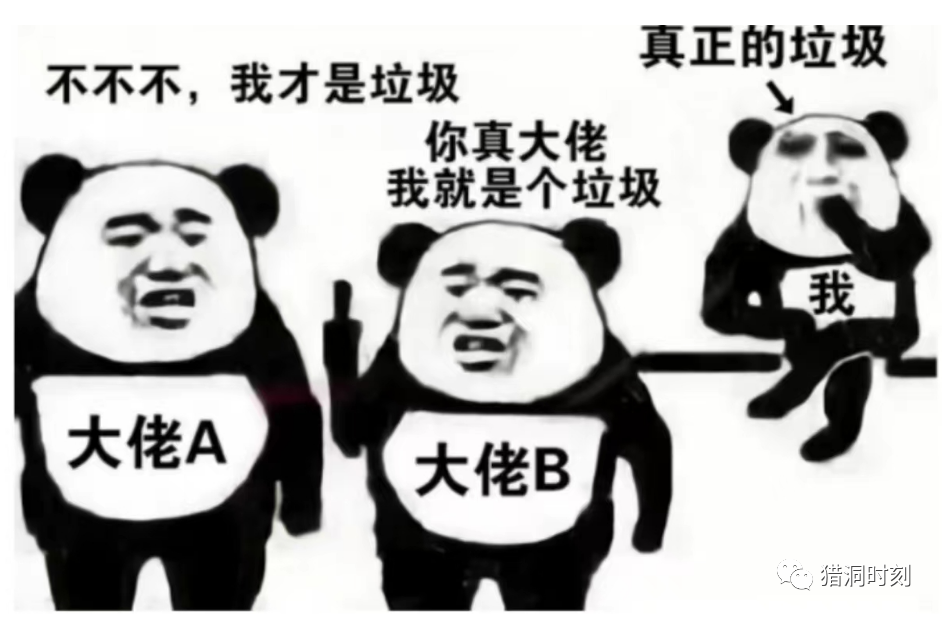 真正的垃圾
不不不，我才是垃圾
你真大佬
我就是个垃圾
我
大佬A
大佬B
猎洞时刻